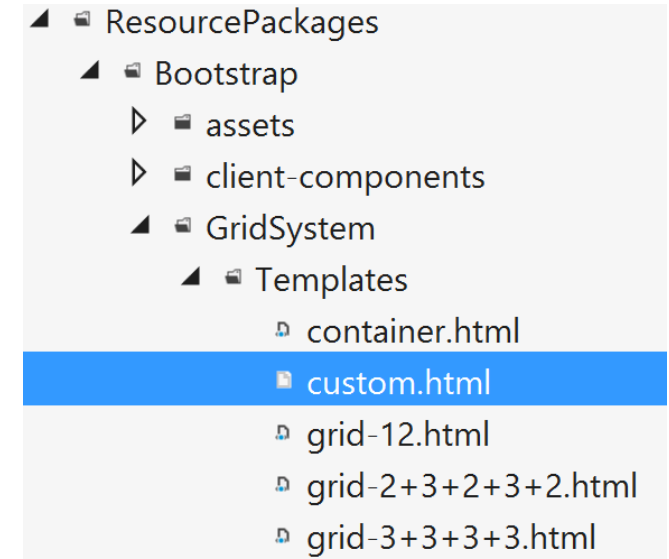 ResourcePackages
Bootstrap
assets
client-components
GridSystem
Templates
container.html
custom.html
grid-12.html
grid-2+3+2+3+2.html
grid-3+3+3+3.html